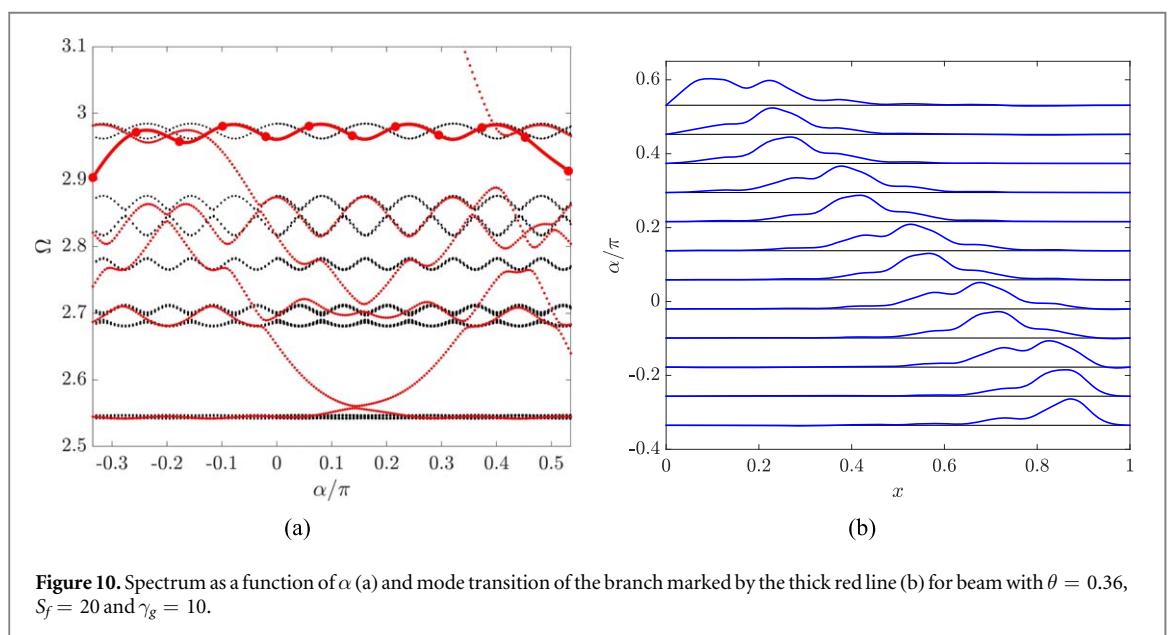 3.1
3
2.9
2.8
2.7
2.6
2.5
Ω
-0.3 -0.2 -0.1 0 0.1 0.2 0.3 0.4 0.5
α/π
(a)
0.6
0.4
0.2
0
-0.2
-0.4
α/π
0 0.2 0.4 0.6 0.8 1
x
(b)
Figure 10. Spectrum as a function of α (a) and mode transition of the branch marked by the thick red line (b) for beam with θ = 0.36,
S_f = 20 and γ_g = 10.